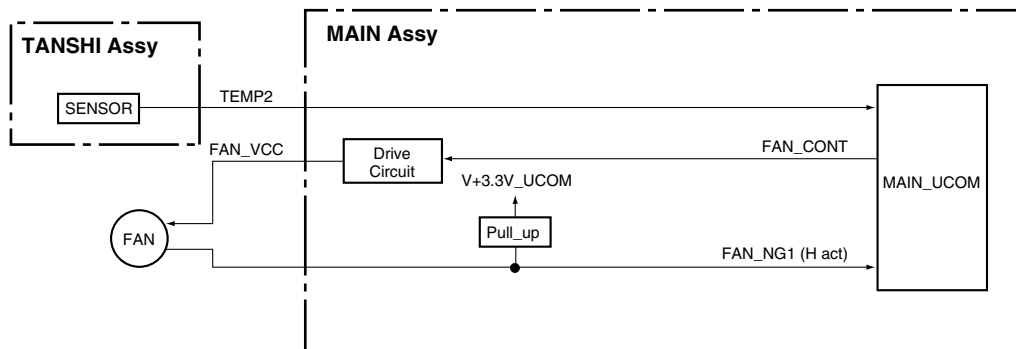 TANSHI Assy
MAIN Assy
SENSOR
TEMP2
FAN_VCC
Drive
Circuit
FAN_CONT
MAIN_UCOM
V+3.3V_UCOM
FAN
Pull_up
FAN_NG1 (H act)